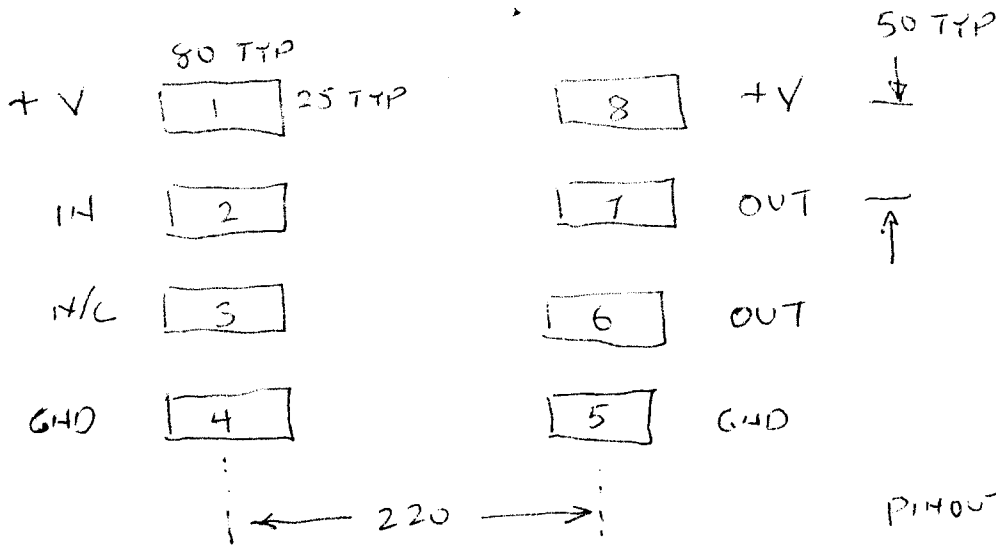 50 TYP
80 TYP
+V 1 25 TYP 8 +V
IN 2 7 OUT
N/C 3 6 OUT
GND 4 5 GND
220
PINOUT